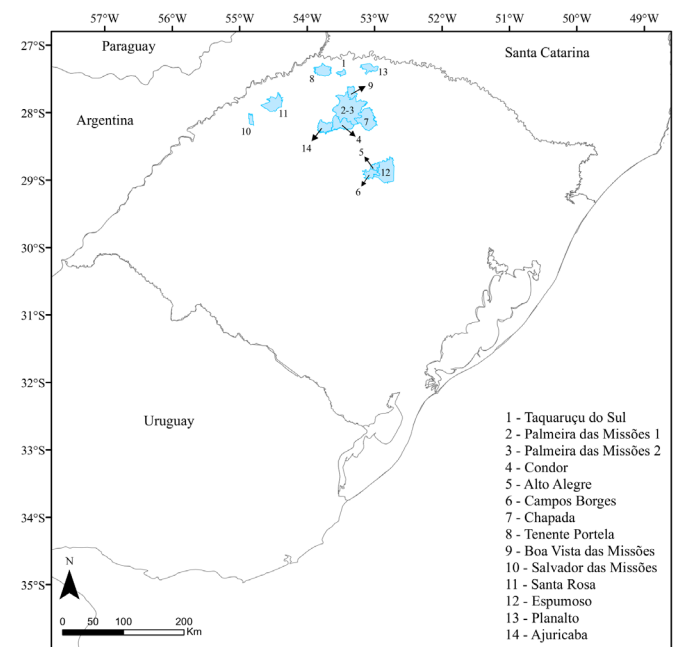 57°W 56°W 55°W 54°W 53°W 52°W 51°W 50°W 49°W
27°S
Paraguay
Santa Catarina
1
8
13
9
28°S
Argentina
11
2-3
10
7
14
4
5
29°S
12
6
30°S
31°S
32°S
Uruguay
33°S
34°S
35°S
1 - Taquaruçu do Sul
2 - Palmeira das Missões 1
3 - Palmeira das Missões 2
4 - Condor
5 - Alto Alegre
6 - Campos Borges
7 - Chapada
8 - Tenente Portela
9 - Boa Vista das Missões
10 - Salvador das Missões
11 - Santa Rosa
12 - Espumoso
13 - Planalto
14 - Ajuricaba
N
0 50 100 200
Km